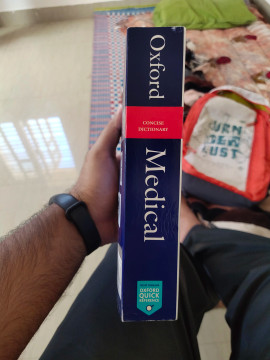 Oxford
CONCISE
DICTIONARY
Medical
OXFORD
QUICK
REFERENCE